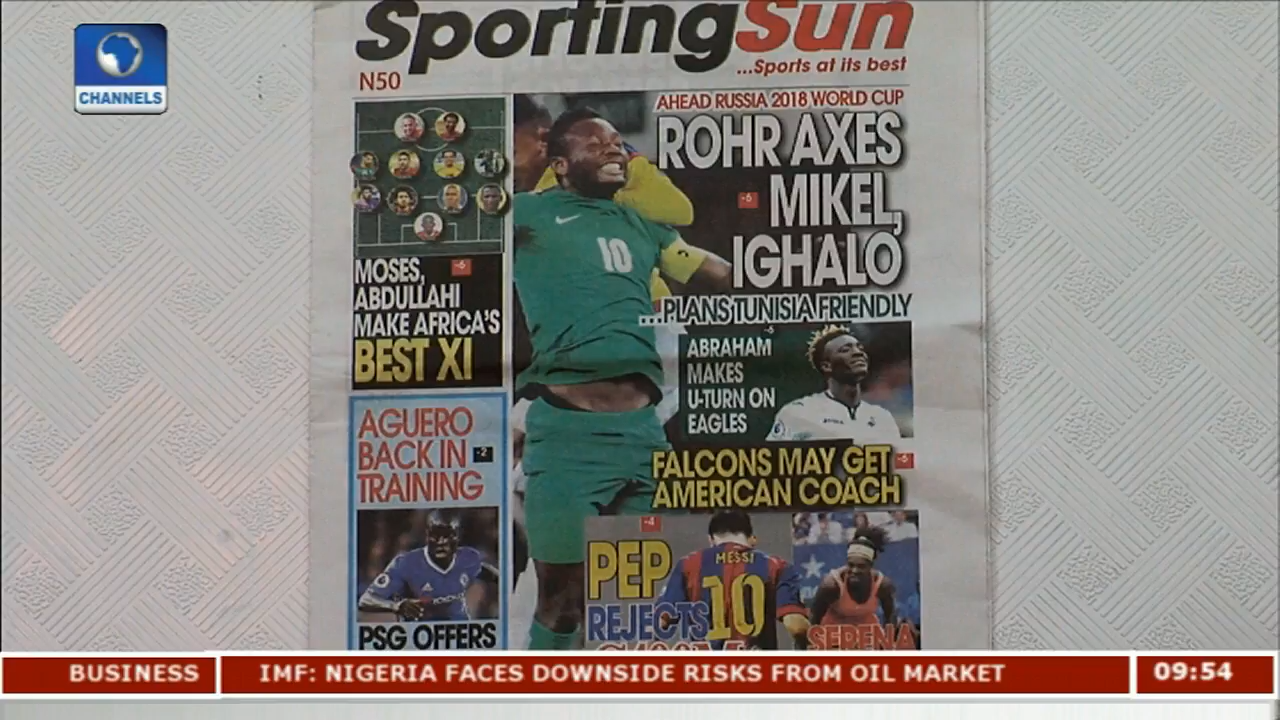 CHANNELS
SportingSun
...Sports at its best
N50
AHEAD RUSSIA 2018 WORLD CUP
ROHR AXES
MIKEL,
IGHALO
...PLANS TUNISIA FRIENDLY
10
MOSES,
ABDULLAHI
MAKE AFRICA'S
BEST XI
ABRAHAM
MAKES
U-TURN ON
EAGLES
AGUERO
BACK IN
TRAINING
FALCONS MAY GET
AMERICAN COACH
PEP
REJECTS
MESSI
10
SERENA
PSG OFFERS
BUSINESS
IMF: NIGERIA FACES DOWNSIDE RISKS FROM OIL MARKET
09:54